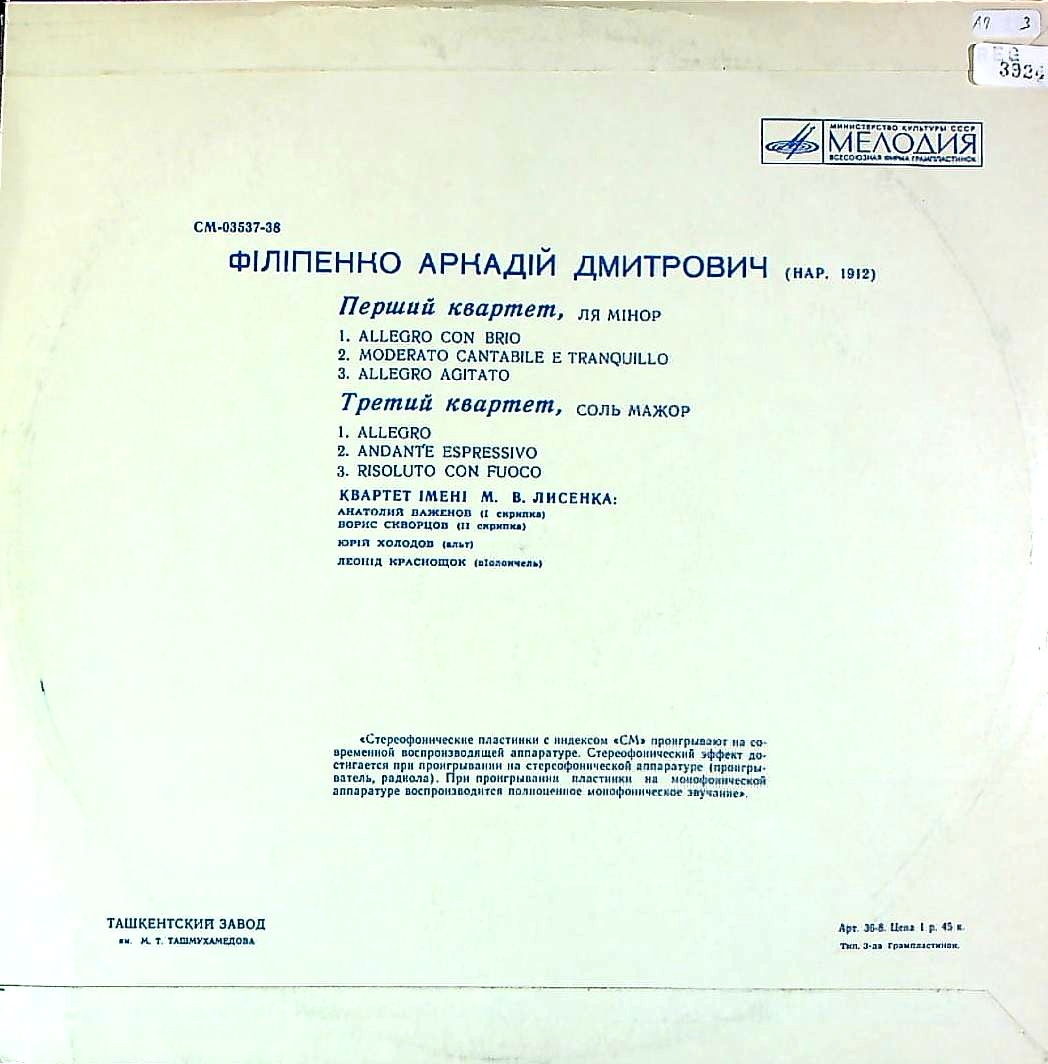 А7 3
REG
3924
МИНИСТЕРСТВО КУЛЬТУРЫ СССР
МЕЛОДИЯ
ВСЕСОЮЗНАЯ ФИРМА ГРАМПЛАСТИНОК
СМ-03537-38
ФІЛІПЕНКО АРКАДІЙ ДМИТРОВИЧ (НАР. 1912)
Перший квартет, ЛЯ МІНОР
1. ALLEGRO CON BRIO
2. MODERATO CANTABILE E TRANQUILLO
3. ALLEGRO AGITATO
Третий квартет, СОЛЬ МАЖОР
1. ALLEGRO
2. ANDANTE ESPRESSIVO
3. RISOLUTO CON FUOCO
КВАРТЕТ ІМЕНІ М. В. ЛИСЕНКА:
АНАТОЛИЙ БАЖЕНОВ (I скрипка)
БОРИС СКВОРЦОВ (II скрипка)
ЮРІЙ ХОЛОДОВ (альт)
ЛЕОНІД КРАСНОЩОК (віолончель)
«Стереофонические пластинки с индексом «СМ» проигрывают на со-
временной воспроизводящей аппаратуре. Стереофонический эффект до-
стигается при проигрывании на стереофонической аппаратуре (проигры-
ватель, радиола). При проигрывании пластинки на монофонической
аппаратуре воспроизводится полноценное монофоническое звучание».
ТАШКЕНТСКИЙ ЗАВОД
им. М. Т. ТАШМУХАМЕДОВА
Арт. 36-8. Цена 1 р. 45 к.
Тип. З-да Грампластинок.